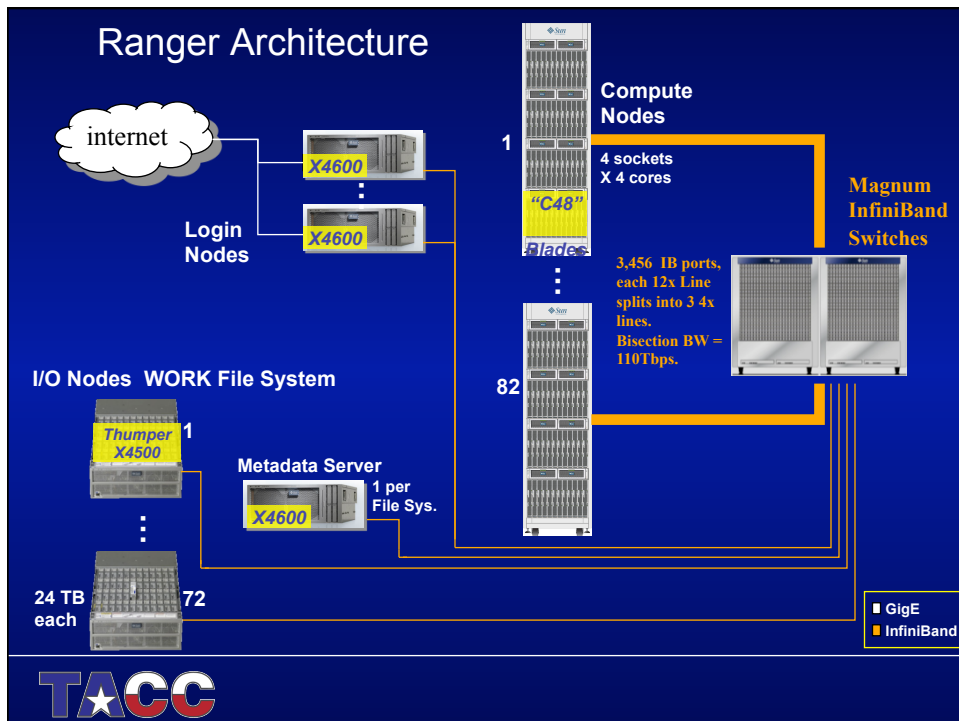 Ranger Architecture
internet
X4600
X4600
Login
Nodes
Sun
1
"C48"
Blades
Compute
Nodes
4 sockets
X 4 cores
Magnum
InfiniBand
Switches
3,456 IB ports,
each 12x Line
splits into 3 4x
lines.
Bisection BW =
110Tbps.
Sun
82
I/O Nodes WORK File System
Thumper
X4500
1
Metadata Server
X4600
1 per
File Sys.
24 TB
each
72
GigE
InfiniBand
TACC